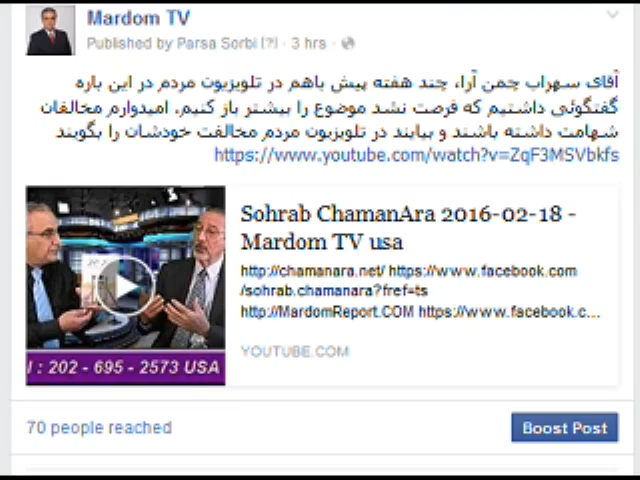 Mardom TV
Published by Parsa Sorbi [?] · 3 hrs ·
آقای سهراب چمن آرا، چند هفته پیش باهم در تلویزیون مردم در این باره
گفتگوئی داشتیم که فرصت نشد موضوع را بیشتر باز کنیم. امیدوارم مخالفان
شهامت داشته باشند و بیایند در تلویزیون مردم مخالفت خودشان را بگویند
https://www.youtube.com/watch?v=ZqF3MSVbkfs
Sohrab ChamanAra 2016-02-18 -
Mardom TV usa
http://chamanara.net/ https://www.facebook.com
/sohrab.chamanara?fref=ts
http://MardomReport.COM https://www.facebook.c...
YOUTUBE.COM
l : 202 - 695 - 2573 USA
70 people reached
Boost Post